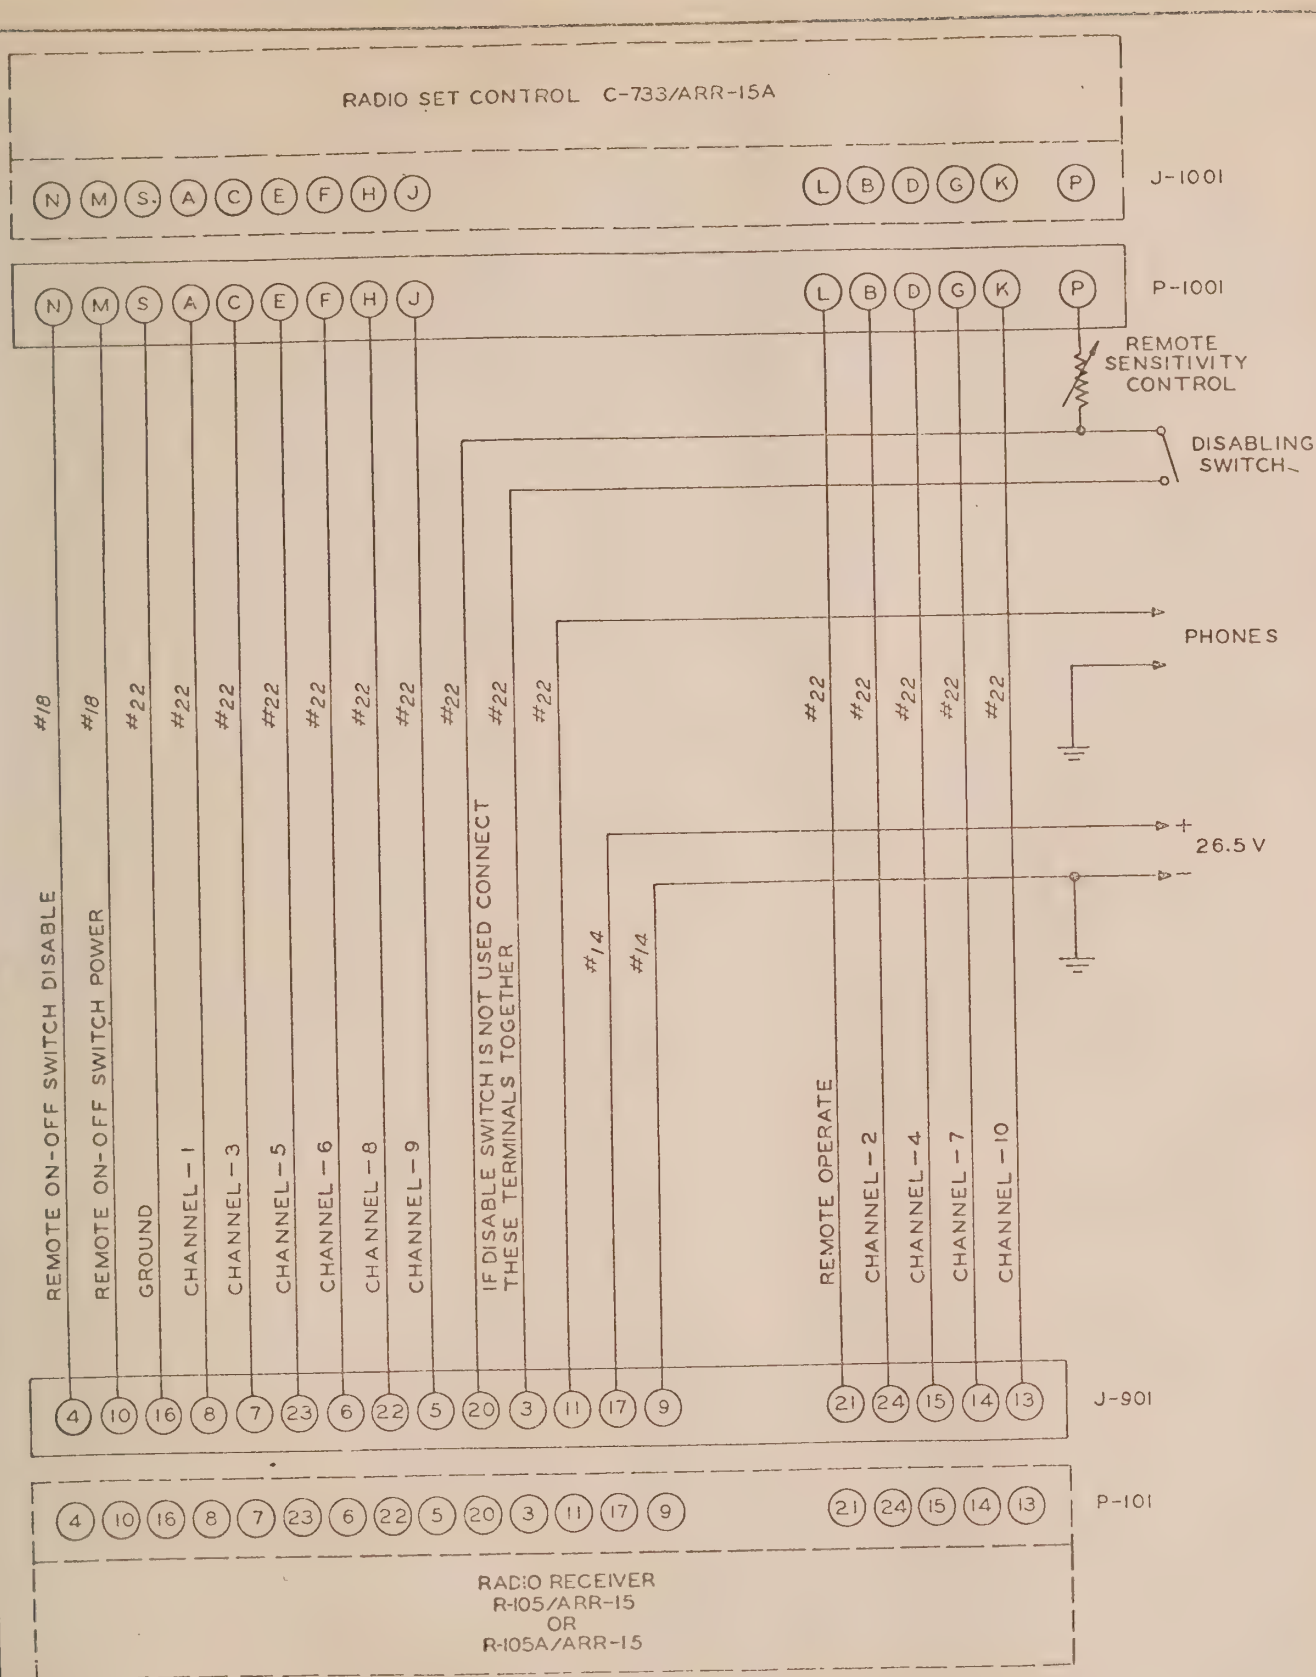 RADIO SET CONTROL C-733/ARR-15A
N M S. A C E F H J L B D G K P J-1001
N M S A C E F H J L B D G K P P-1001
REMOTE
SENSITIVITY
CONTROL
DISABLING
SWITCH
PHONES
#18 #18 #22 #22 #22 #22 #22 #22 #22 #22 #22 #22 #22 #22 #22 #22 #22
+
26.5 V
-
#14 #14
REMOTE ON-OFF SWITCH DISABLE
REMOTE ON-OFF SWITCH POWER
GROUND
CHANNEL-1
CHANNEL-3
CHANNEL-5
CHANNEL-6
CHANNEL-8
CHANNEL-9
IF DISABLE SWITCH IS NOT USED CONNECT
THESE TERMINALS TOGETHER
REMOTE OPERATE
CHANNEL-2
CHANNEL-4
CHANNEL-7
CHANNEL-10
4 10 16 8 7 23 6 22 5 20 3 11 17 9 21 24 15 14 13 J-901
4 10 16 8 7 23 6 22 5 20 3 11 17 9 21 24 15 14 13 P-101
RADIO RECEIVER
R-105/ARR-15
OR
R-105A/ARR-15